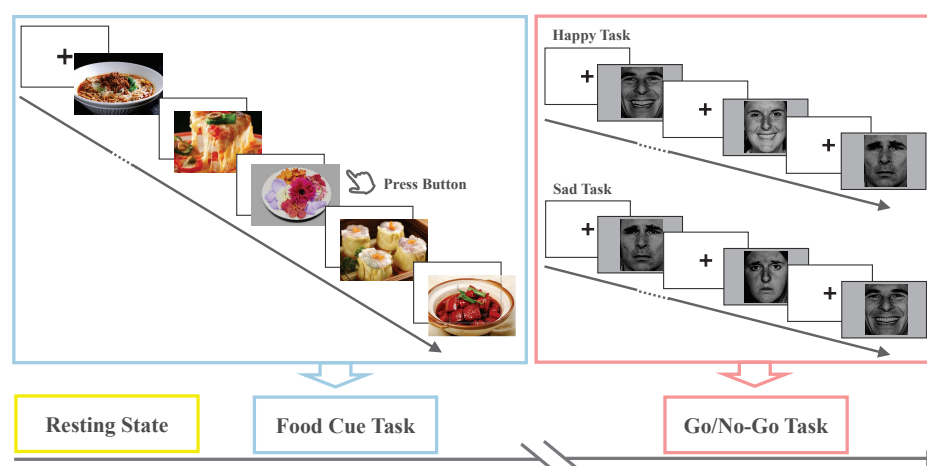 Happy Task
Press Button
Sad Task
Resting State
Food Cue Task
Go/No-Go Task